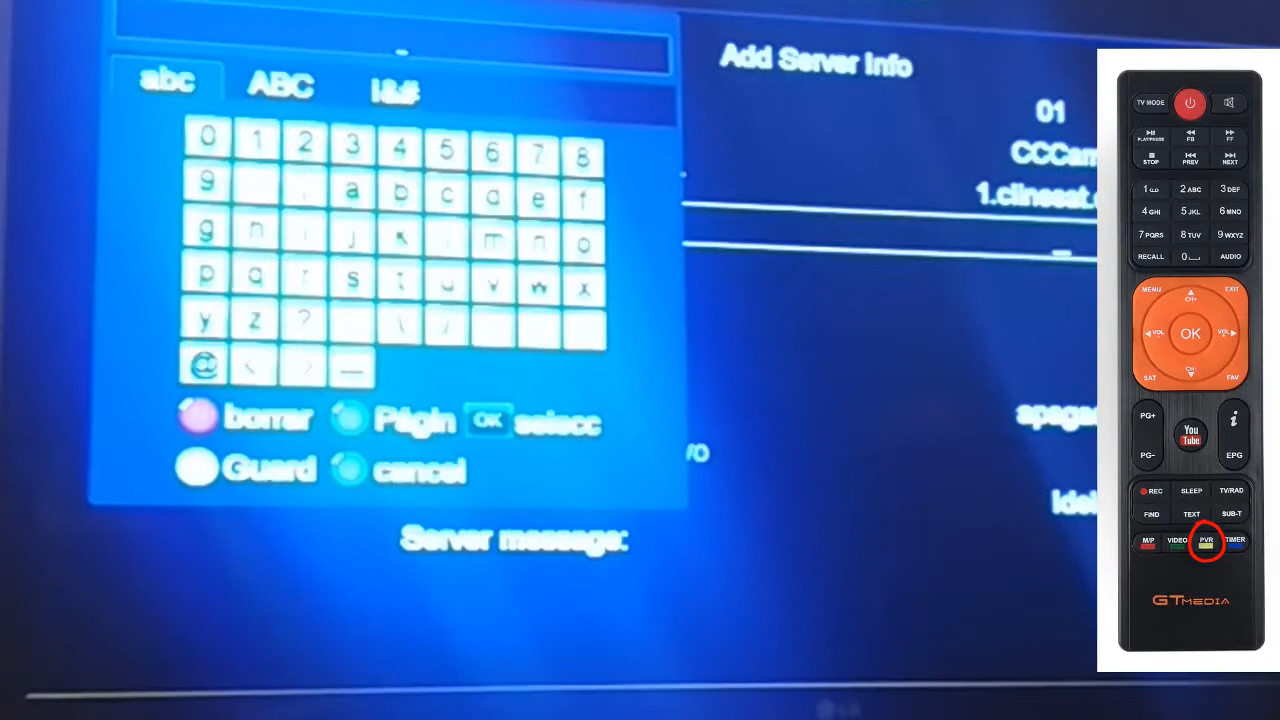 Add Server Info
abc ABC !&#
01
0 1 2 3 4 5 6 7 8
CCCam
9 . , a b c d e f
1.clinesat.
g h i j k l m n o
p q r s t u v w x
y z ? \ /
@ < > _
apaga
borrar Págin OK selecc
Guard cancel
vo
Server message:
TV MODE
PLAY/PAUSE FB FF
STOP PREV NEXT
1 2 ABC 3 DEF
4 GHI 5 JKL 6 MNO
7 PQRS 8 TUV 9 WXYZ
RECALL 0 AUDIO
MENU CH+ EXIT
VOL - OK VOL +
SAT CH- FAV
PG+ i
You Tube
PG- EPG
REC SLEEP TV/RAD
FIND TEXT SUB-T
M/P VIDEO PVR TIMER
GTMEDIA